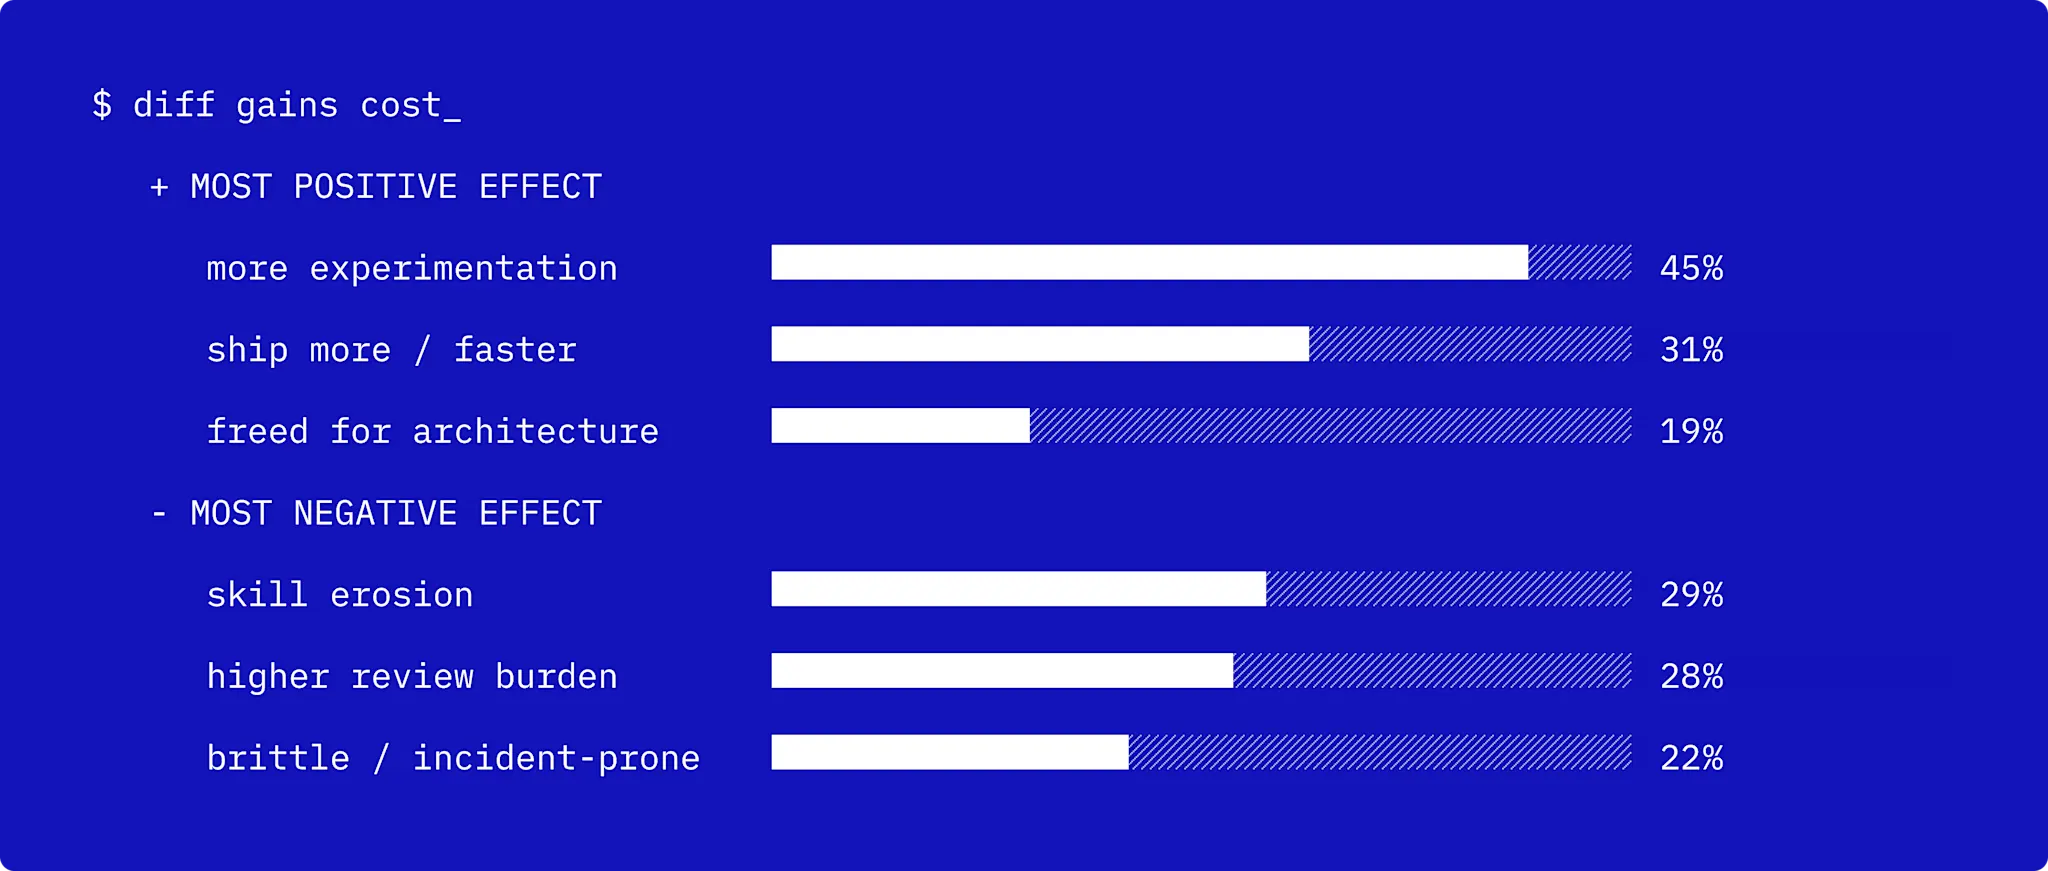 $ diff gains cost_
+ MOST POSITIVE EFFECT
more experimentation 45%
ship more / faster 31%
freed for architecture 19%
- MOST NEGATIVE EFFECT
skill erosion 29%
higher review burden 28%
brittle / incident-prone 22%